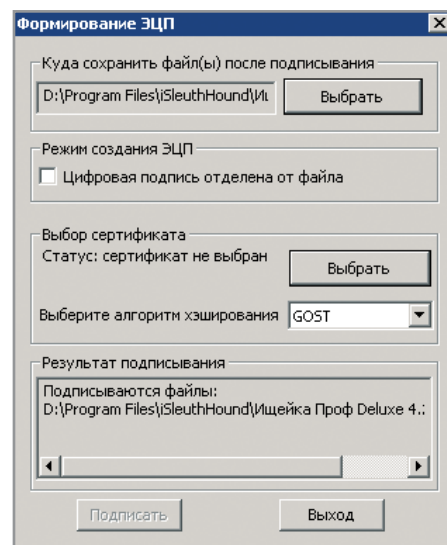 Формирование ЭЦП
Куда сохранить файл(ы) после подписывания
D:\Program Files\iSleuthHound\
Выбрать
Режим создания ЭЦП
Цифровая подпись отделена от файла
Выбор сертификата
Статус: сертификат не выбран
Выбрать
Выберите алгоритм хэширования
GOST
Результат подписывания
Подписываются файлы:
D:\Program Files\iSleuthHound\Ищейка Проф Deluxe 4.
Подписать
Выход